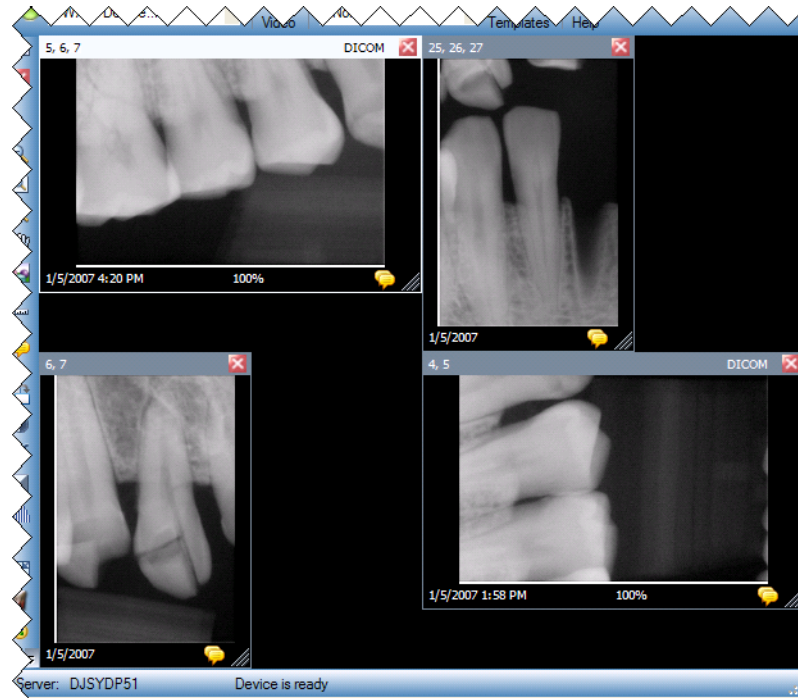 Video
Templates Help
5, 6, 7 DICOM
25, 26, 27
1/5/2007 4:20 PM 100%
1/5/2007
6, 7
4, 5 DICOM
1/5/2007 1:58 PM 100%
1/5/2007
Server: DJSYDP51 Device is ready